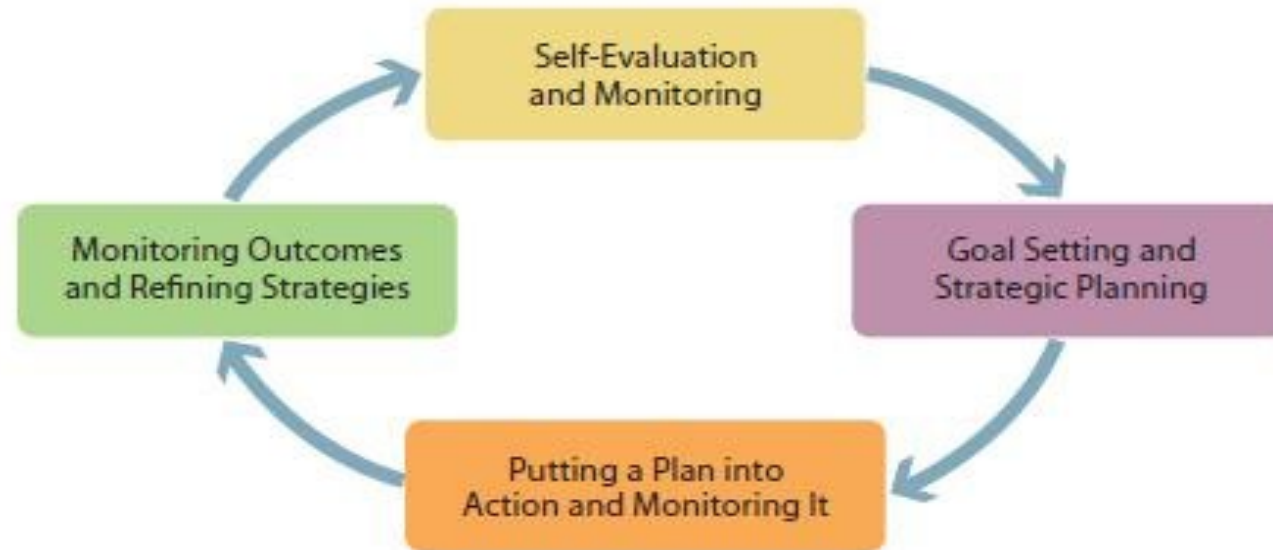 Self-Evaluation
and Monitoring
Goal Setting and
Strategic Planning
Putting a Plan into
Action and Monitoring It
Monitoring Outcomes
and Refining Strategies